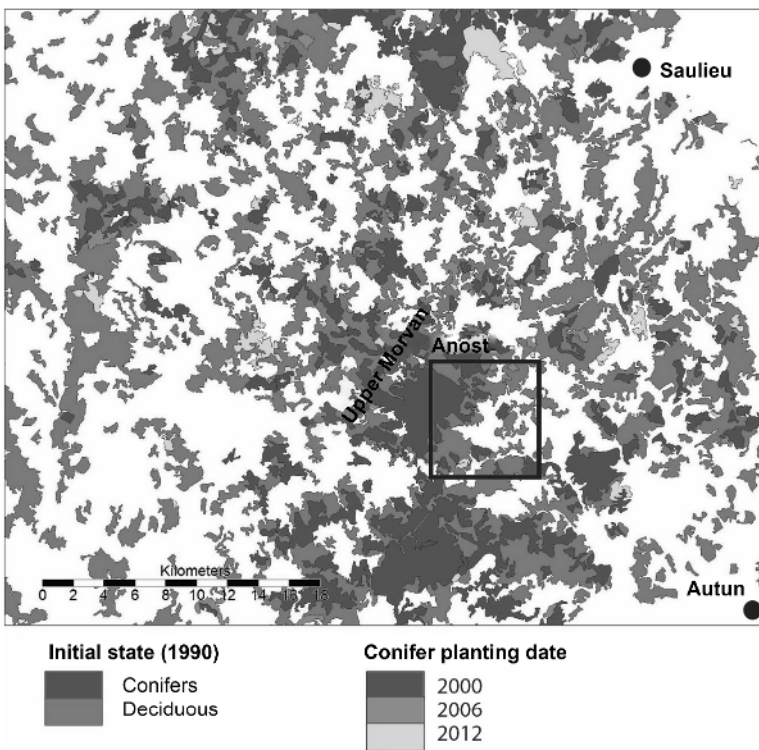 Saulieu
Upper Morvan
Anost
Kilometers
0 2 4 6 8 10 12 14 16 18
Autun
Initial state (1990)
Conifers
Deciduous
Conifer planting date
2000
2006
2012